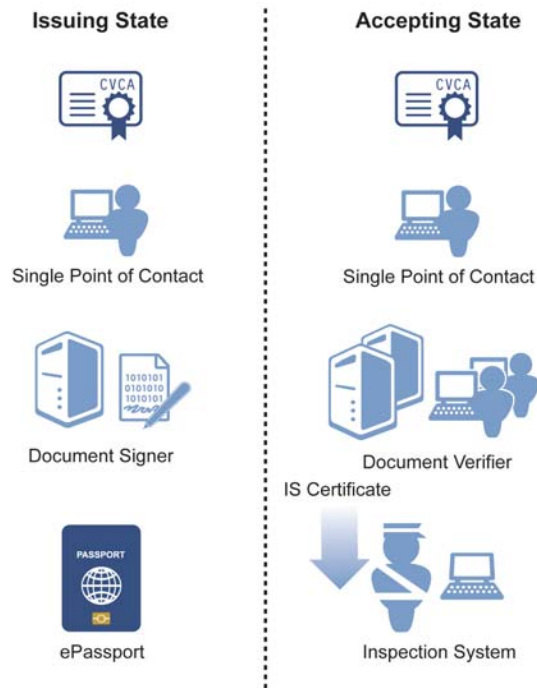 Issuing State
CVCA
Single Point of Contact
1010101
0101010
1010101
Document Signer
PASSPORT
ePassport
Accepting State
CVCA
Single Point of Contact
Document Verifier
IS Certificate
Inspection System